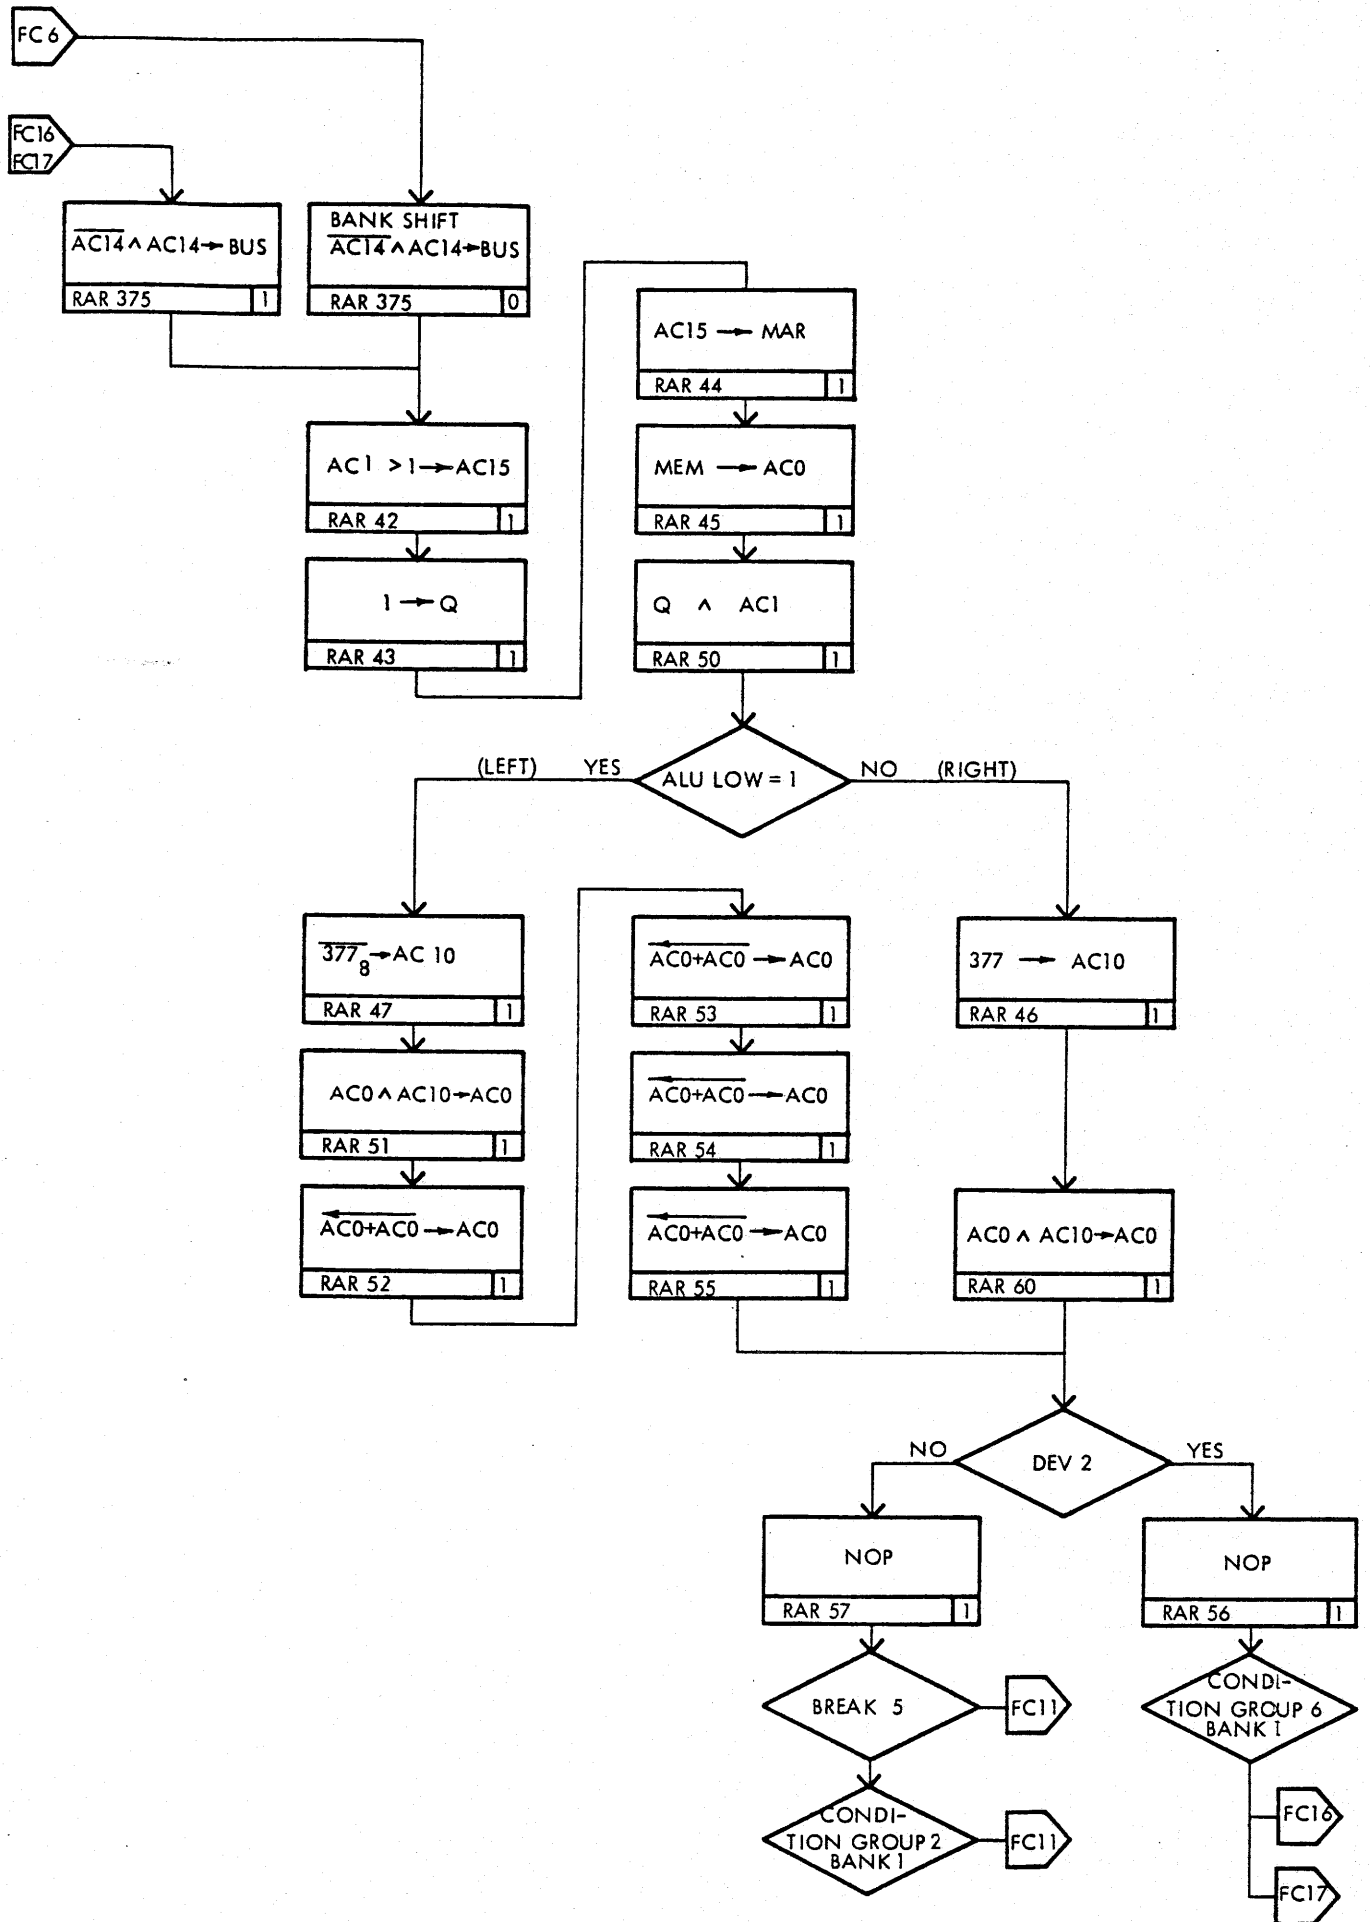 FC 6
FC16
FC17
AC14 ∧ AC14 → BUS
RAR 375 1
BANK SHIFT
AC14 ∧ AC14 → BUS
RAR 375 0
AC1 > 1 → AC15
RAR 42 1
1 → Q
RAR 43 1
AC15 → MAR
RAR 44 1
MEM → AC0
RAR 45 1
Q ∧ AC1
RAR 50 1
(LEFT) YES
ALU LOW = 1
NO (RIGHT)
377 8 → AC 10
RAR 47 1
AC0 ∧ AC10 → AC0
RAR 51 1
AC0+AC0 → AC0
RAR 52 1
AC0+AC0 → AC0
RAR 53 1
AC0+AC0 → AC0
RAR 54 1
AC0+AC0 → AC0
RAR 55 1
377 → AC10
RAR 46 1
AC0 ∧ AC10 → AC0
RAR 60 1
NO
DEV 2
YES
NOP
RAR 57 1
BREAK 5
FC11
CONDI-
TION GROUP 2
BANK 1
FC11
NOP
RAR 56 1
CONDI-
TION GROUP 6
BANK 1
FC16
FC17